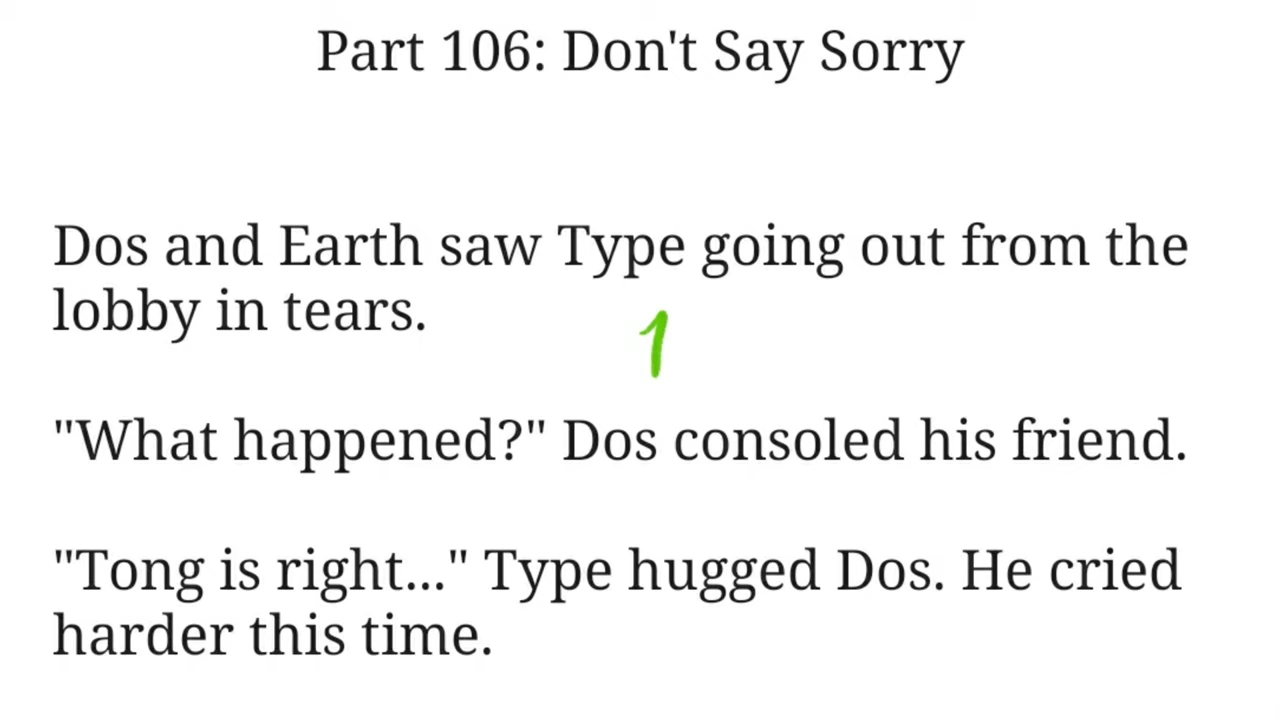 Part 106: Don't Say Sorry
Dos and Earth saw Type going out from the
lobby in tears.
1
"What happened?" Dos consoled his friend.
"Tong is right..." Type hugged Dos. He cried
harder this time.